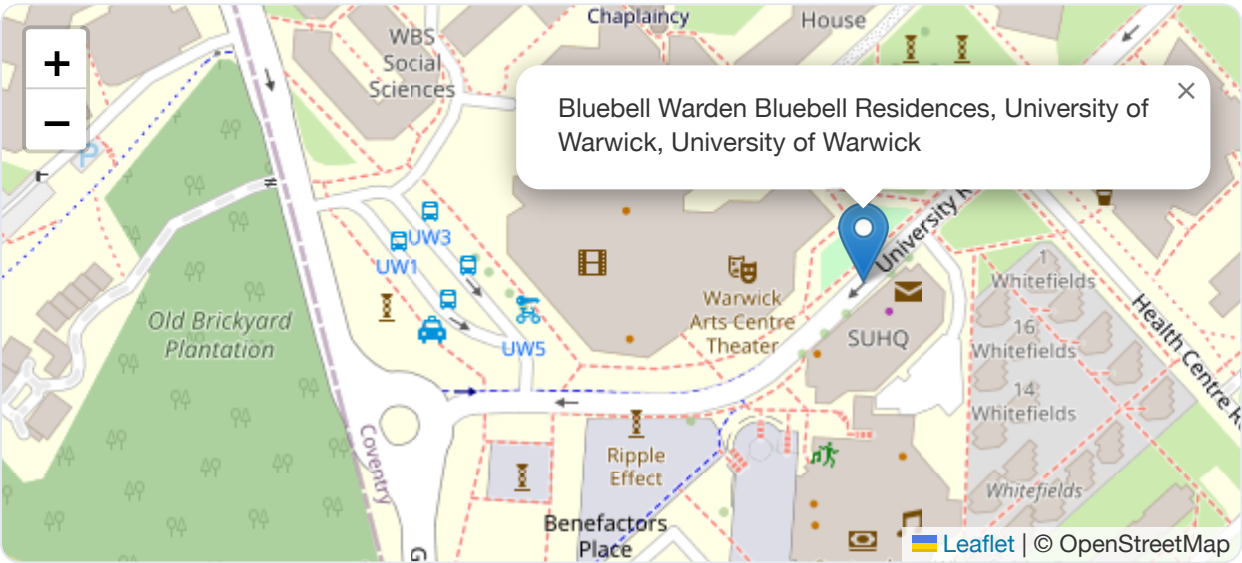 Chaplaincy
House
WBS
Social
Sciences
+
−
Bluebell Warden Bluebell Residences, University of
Warwick, University of Warwick
×
P
UW3
UW1
University R
1
Whitefields
Warwick
Arts Centre
Theater
SUHQ
16
Whitefields
Health Centre R
Old Brickyard
Plantation
UW5
14
Whitefields
Coventry
Ripple
Effect
Whitefields
Benefactors
Place
G
Leaflet | © OpenStreetMap